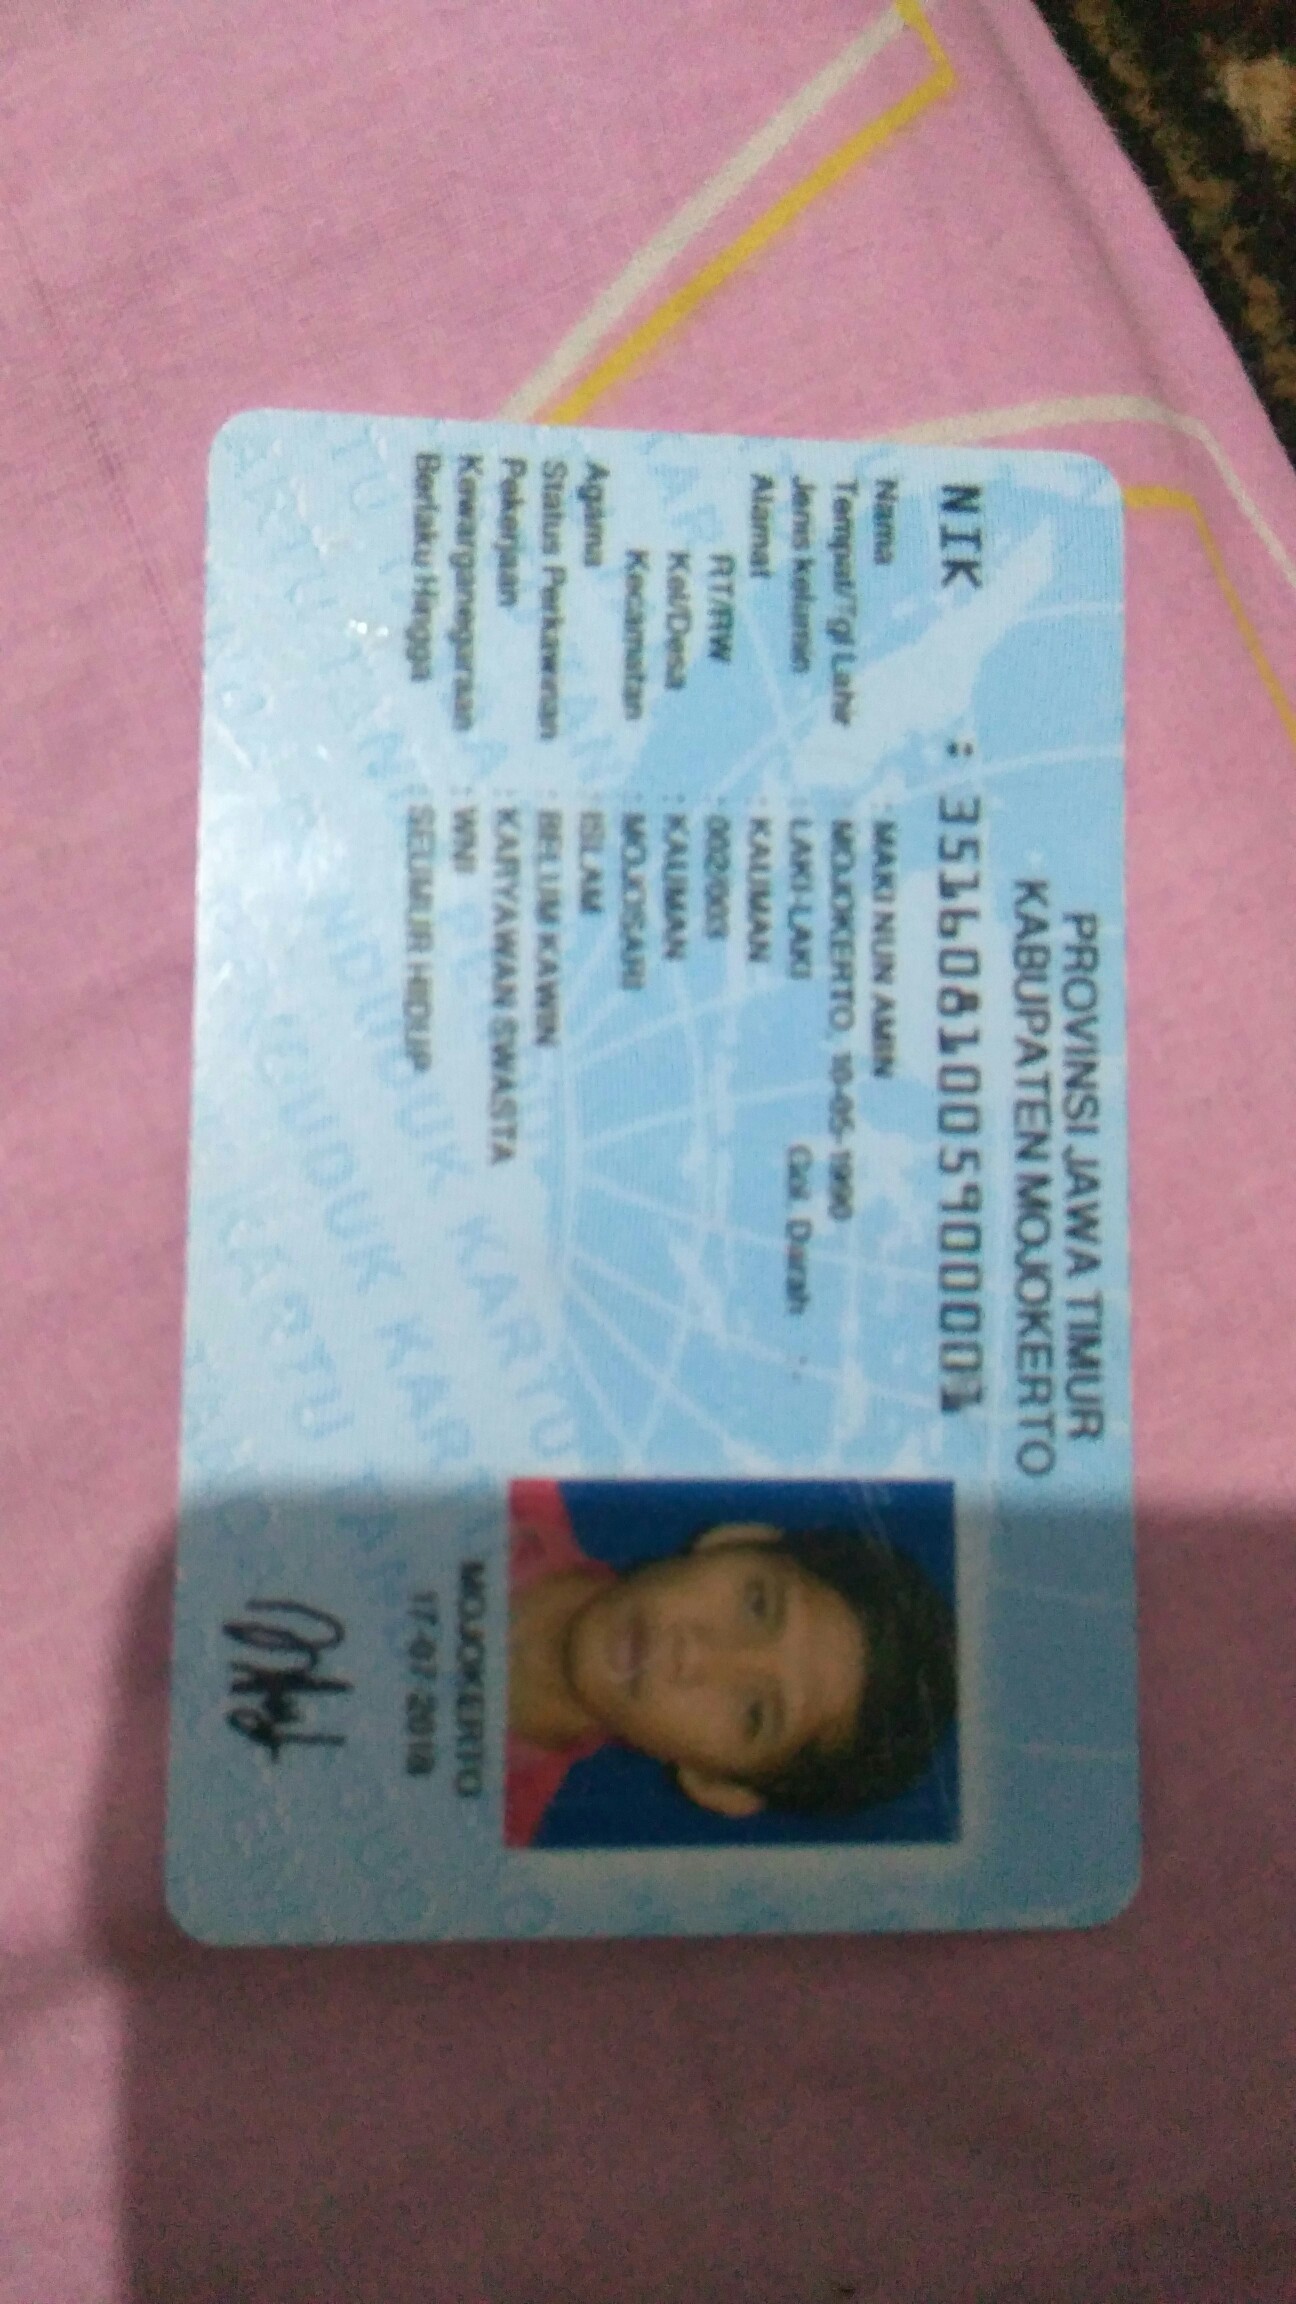 PROVINSI JAWA TIMUR
KABUPATEN MOJOKERTO
NIK : 3516081005900001
Nama : MAKI NUN AMIN
Tempat/Tgl Lahir : MOJOKERTO, 10-05-1990
Jenis kelamin : LAKI-LAKI Gol. Darah : -
Alamat : KAUMAN
RT/RW : 002/003
Kel/Desa : KAUMAN
Kecamatan : MOJOSARI
Agama : ISLAM
Status Perkawinan : BELUM KAWIN
Pekerjaan : KARYAWAN SWASTA
Kewarganegaraan : WNI
Berlaku Hingga : SEUMUR HIDUP
MOJOKERTO
17-07-2018